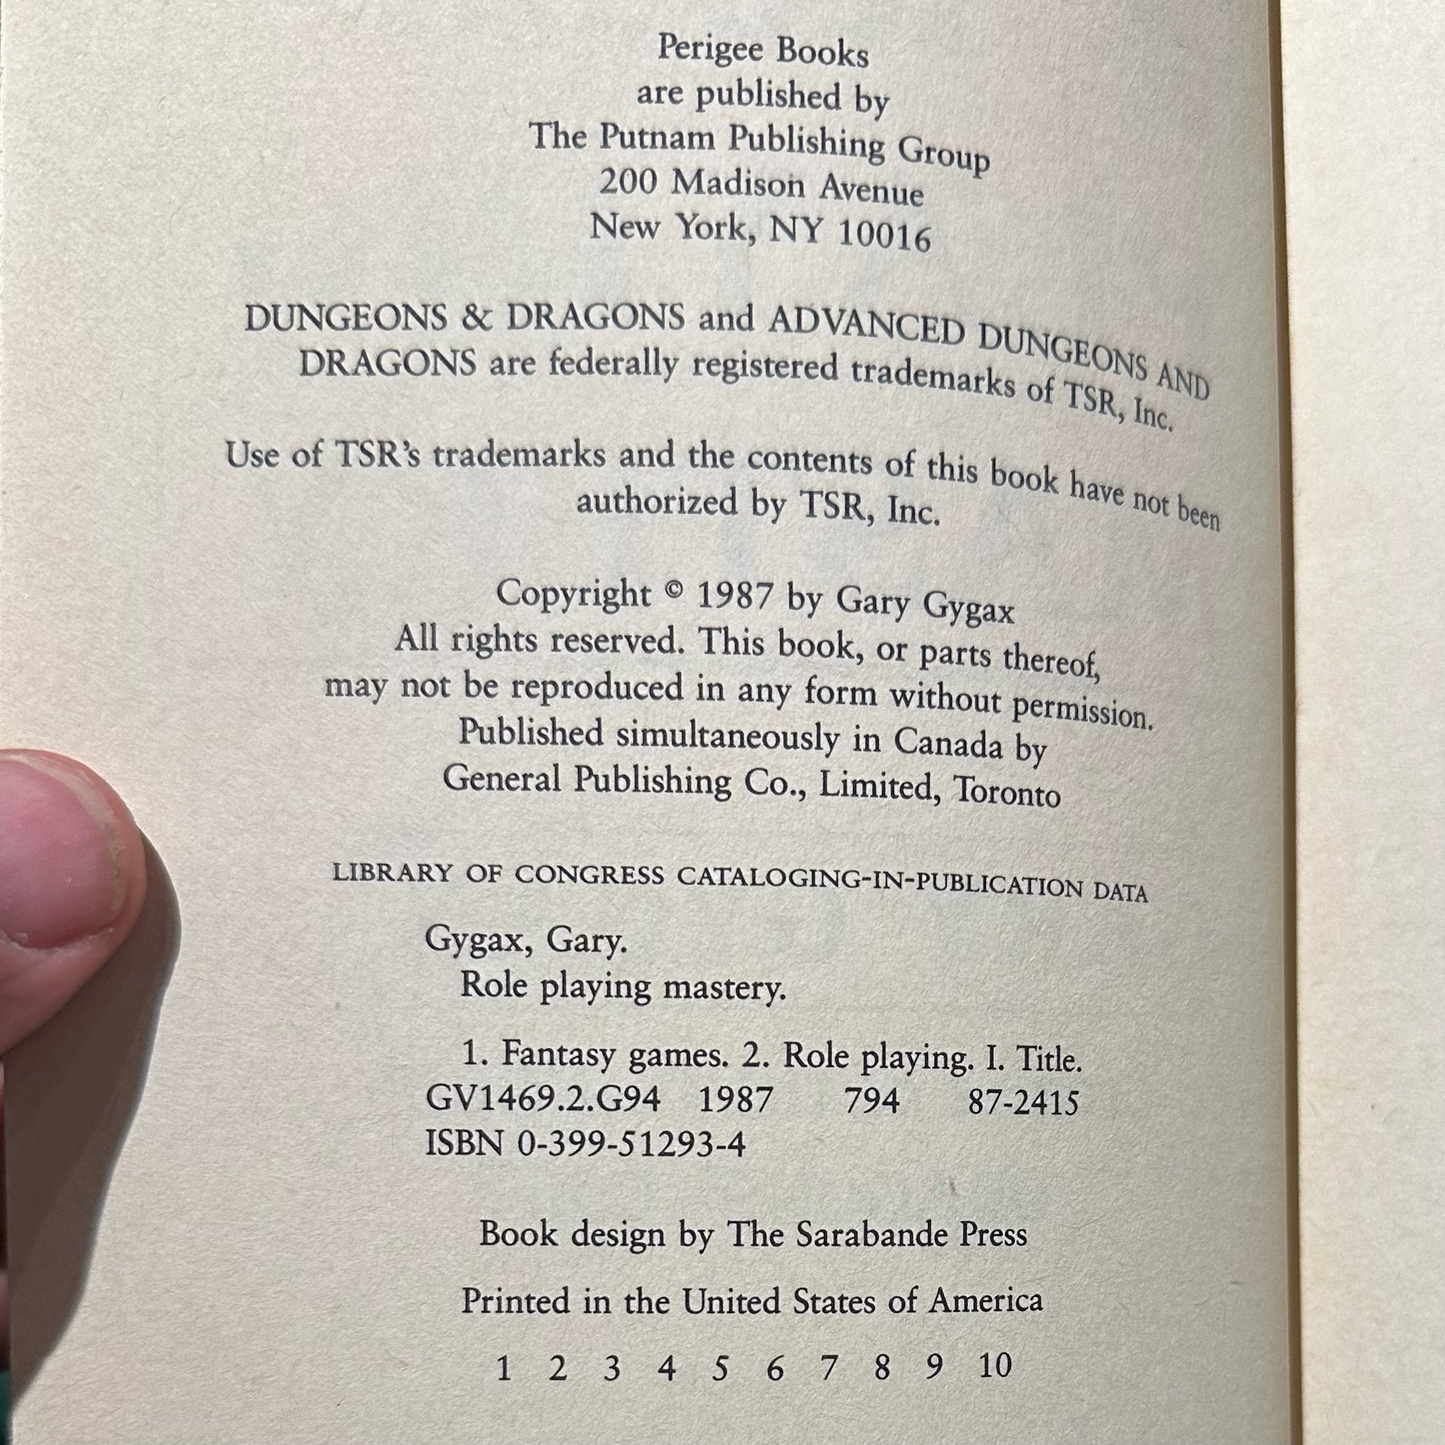 Perigee Books
are published by
The Putnam Publishing Group
200 Madison Avenue
New York, NY 10016
DUNGEONS & DRAGONS and ADVANCED DUNGEONS AND
DRAGONS are federally registered trademarks of TSR, Inc.
Use of TSR's trademarks and the contents of this book have not been
authorized by TSR, Inc.
Copyright © 1987 by Gary Gygax
All rights reserved. This book, or parts thereof,
may not be reproduced in any form without permission.
Published simultaneously in Canada by
General Publishing Co., Limited, Toronto
LIBRARY OF CONGRESS CATALOGING-IN-PUBLICATION DATA
Gygax, Gary.
Role playing mastery.
1. Fantasy games. 2. Role playing. I. Title.
GV1469.2.G94 1987 794 87-2415
ISBN 0-399-51293-4
Book design by The Sarabande Press
Printed in the United States of America
1 2 3 4 5 6 7 8 9 10